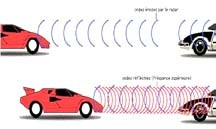 ondes émises par le radar
ondes réfléchies (fréquence supérieure)